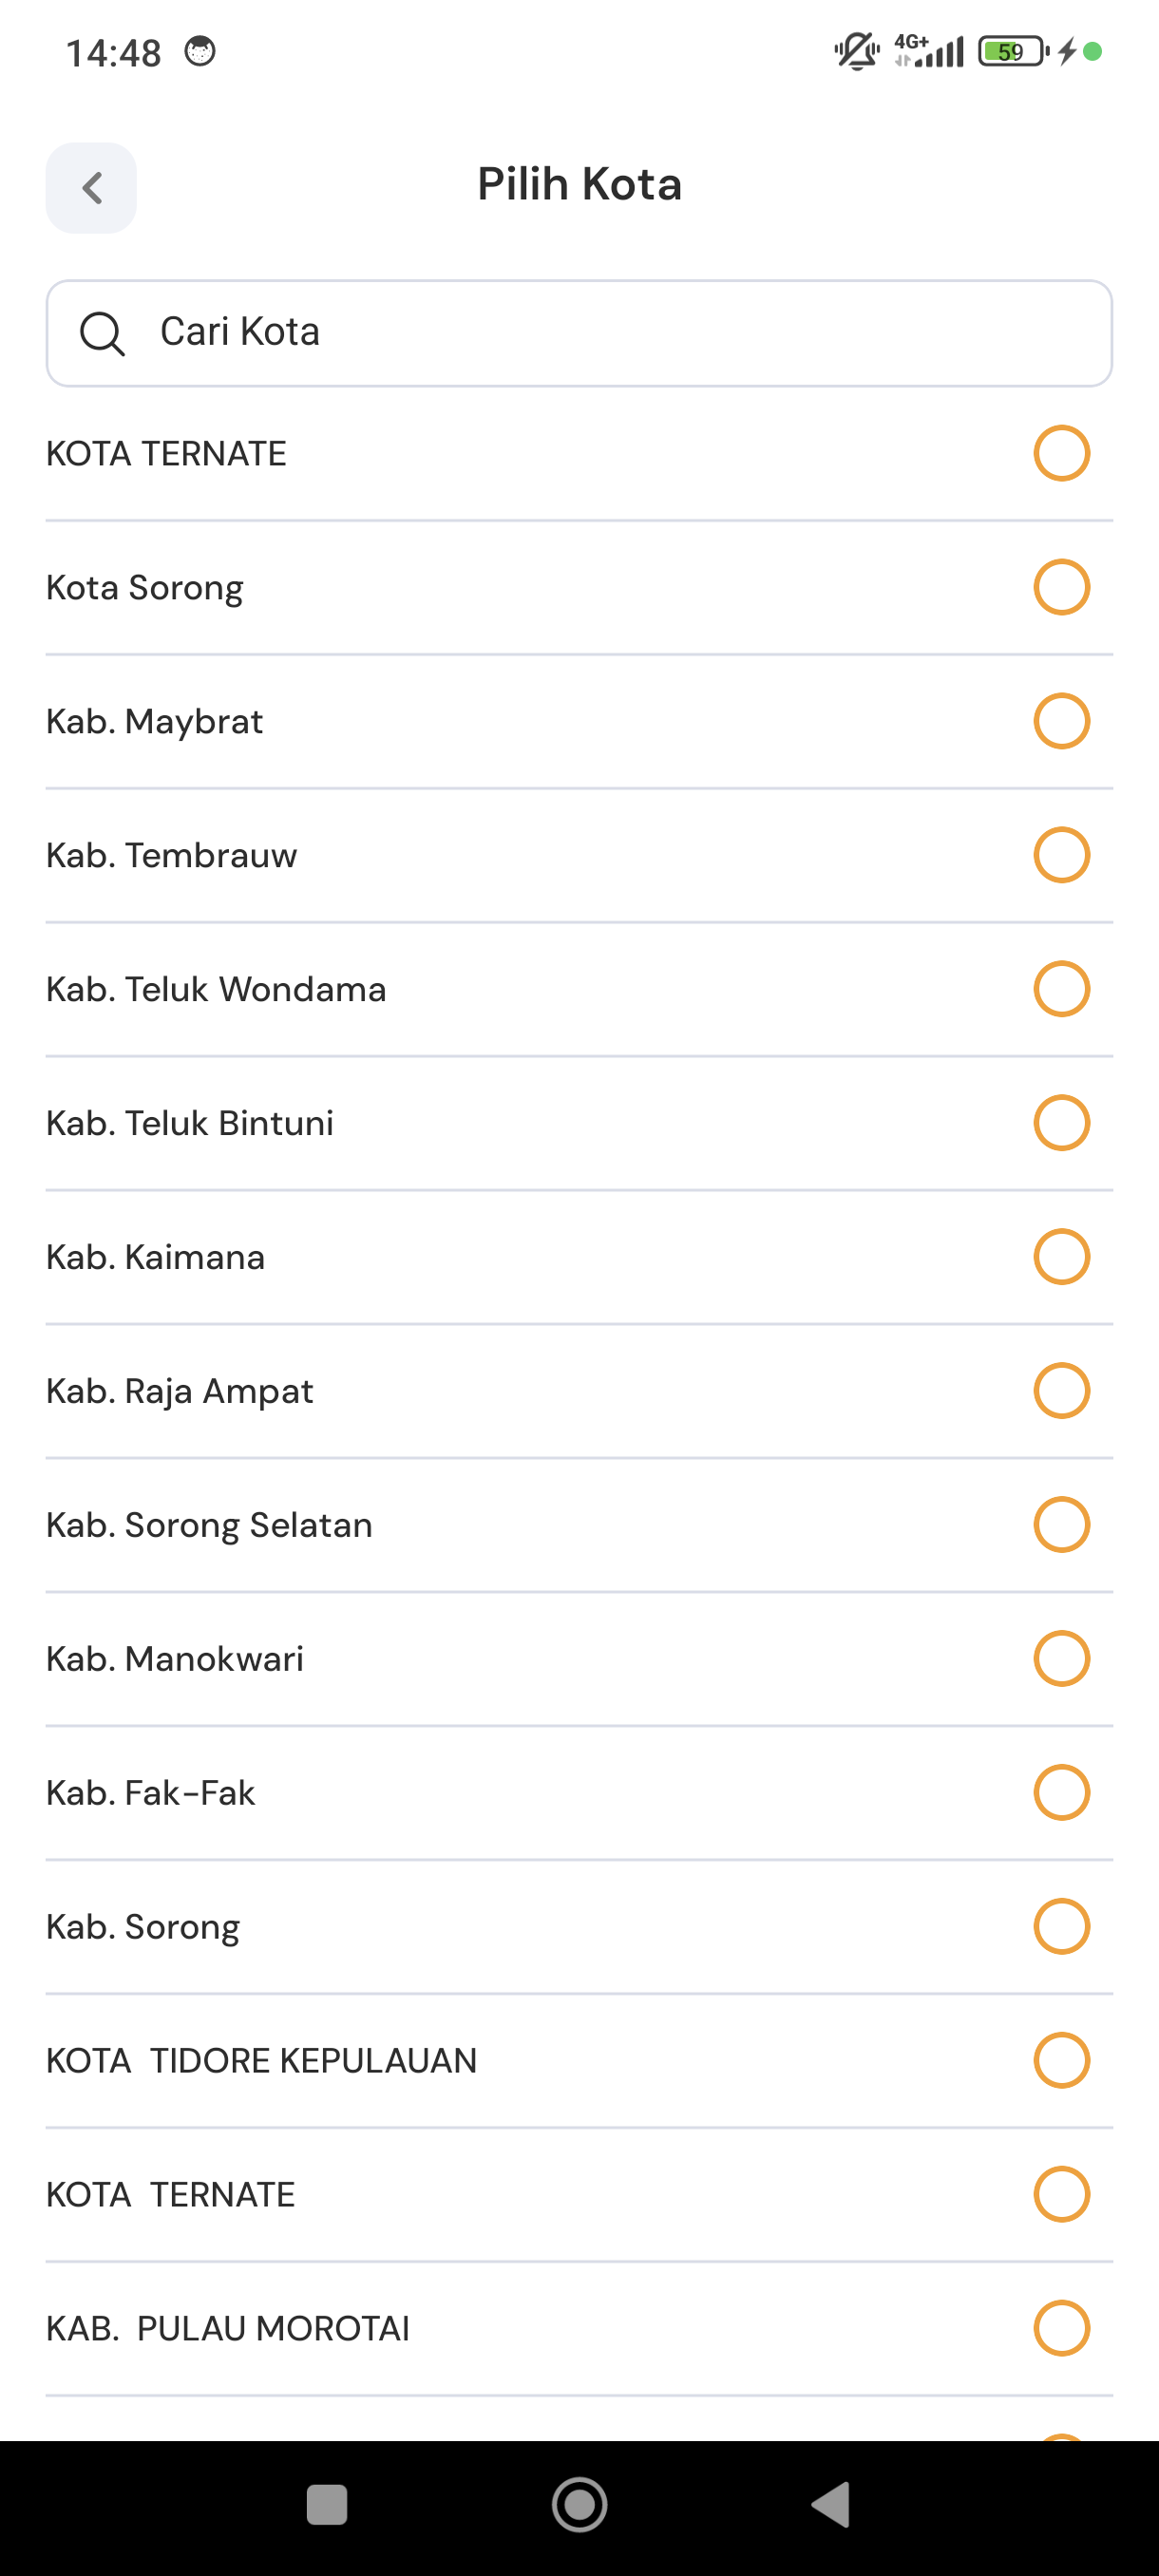 14:48
4G+
59
Pilih Kota
Cari Kota
KOTA TERNATE
Kota Sorong
Kab. Maybrat
Kab. Tembrauw
Kab. Teluk Wondama
Kab. Teluk Bintuni
Kab. Kaimana
Kab. Raja Ampat
Kab. Sorong Selatan
Kab. Manokwari
Kab. Fak-Fak
Kab. Sorong
KOTA  TIDORE KEPULAUAN
KOTA  TERNATE
KAB.  PULAU MOROTAI